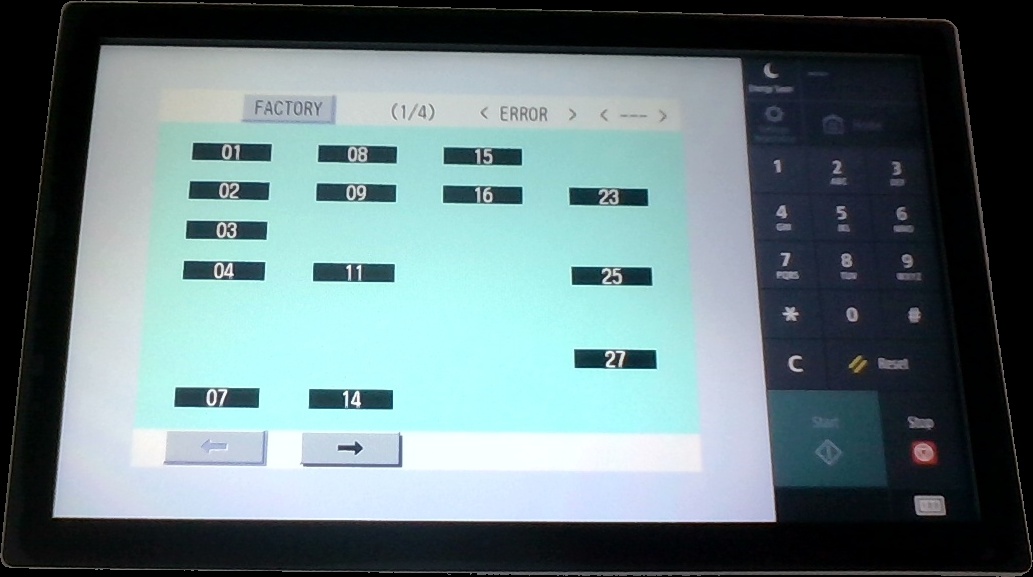 FACTORY (1/4) < ERROR > < --- >
01 08 15
02 09 16 23
03
04 11 25
27
07 14
← →
Energy Saver
1 2 ABC 3 DEF
4 GHI 5 JKL 6 MNO
7 PQRS 8 TUV 9 WXYZ
* 0 #
C Reset
Start Stop